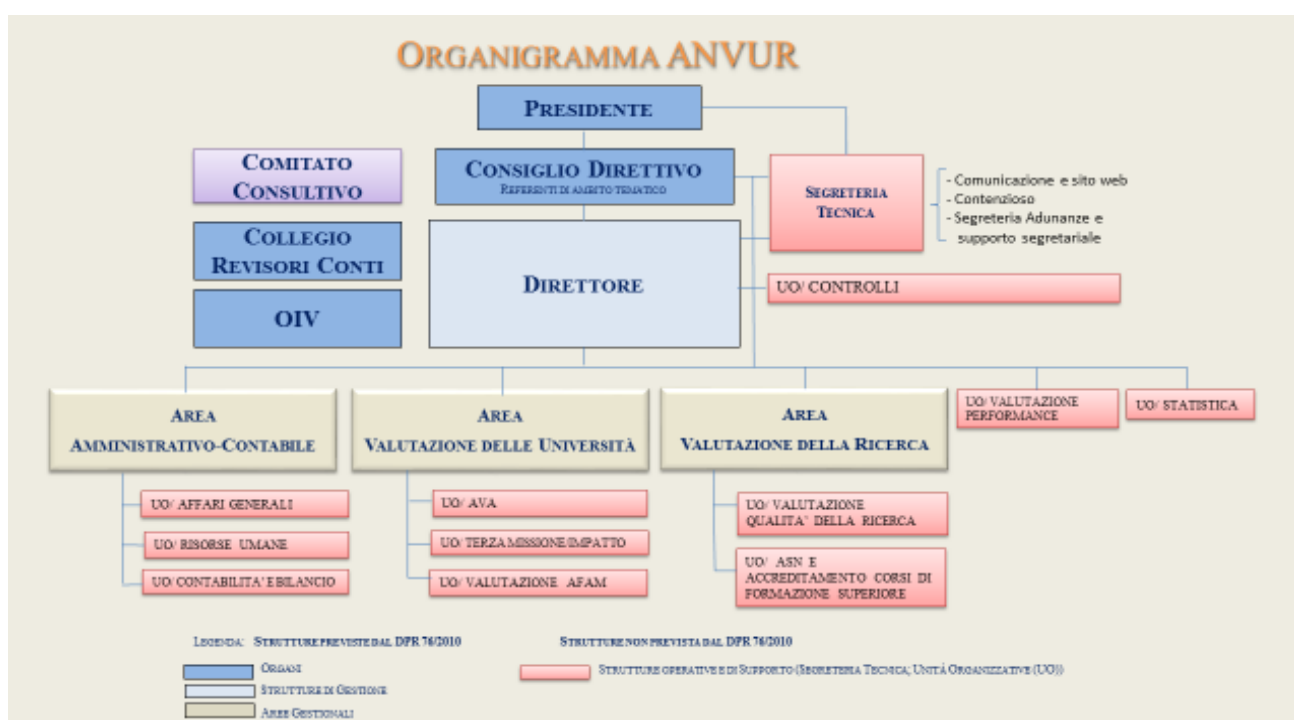 ORGANIGRAMMA ANVUR
PRESIDENTE
COMITATO
CONSULTIVO
CONSIGLIO DIRETTIVO
REFERENTI DI AMBITO TEMATICO
SEGRETERIA
TECNICA
- Comunicazione e sito web
- Contenzioso
- Segreteria Adunanze e
supporto segretariale
COLLEGIO
REVISORI CONTI
DIRETTORE
UO/ CONTROLLI
OIV
AREA
AMMINISTRATIVO-CONTABILE
AREA
VALUTAZIONE DELLE UNIVERSITÀ
AREA
VALUTAZIONE DELLA RICERCA
UO/ VALUTAZIONE
PERFORMANCE
UO/ STATISTICA
UO/ AFFARI GENERALI
UO/ RISORSE UMANE
UO/ CONTABILITA' E BILANCIO
UO/ AVA
UO/ TERZA MISSIONE/IMPATTO
UO/ VALUTAZIONE AFAM
UO/ VALUTAZIONE
QUALITA' DELLA RICERCA
UO/ ASN E
ACCREDITAMENTO CORSI DI
FORMAZIONE SUPERIORE
LEGENDA: STRUTTURE PREVISTE DAL DPR 76/2010
STRUTTURE NON PREVISTA DAL DPR 76/2010
ORGANI
STRUTTURE DI GESTIONE
AREE GESTIONALI
STRUTTURE OPERATIVE E DI SUPPORTO (SEGRETERIA TECNICA; UNITÀ ORGANIZZATIVE (UO))